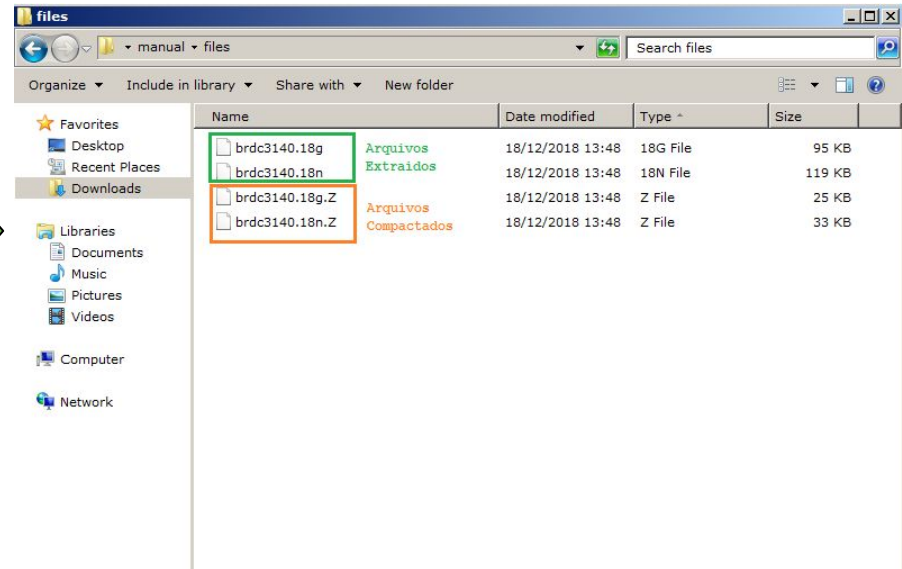 files
manual files
Search files
Organize Include in library Share with New folder
Favorites
Desktop
Recent Places
Downloads
Libraries
Documents
Music
Pictures
Videos
Computer
Network
Name Date modified Type Size
brdc3140.18g 18/12/2018 13:48 18G File 95 KB
brdc3140.18n 18/12/2018 13:48 18N File 119 KB
Arquivos
Extraidos
brdc3140.18g.Z 18/12/2018 13:48 Z File 25 KB
brdc3140.18n.Z 18/12/2018 13:48 Z File 33 KB
Arquivos
Compactados